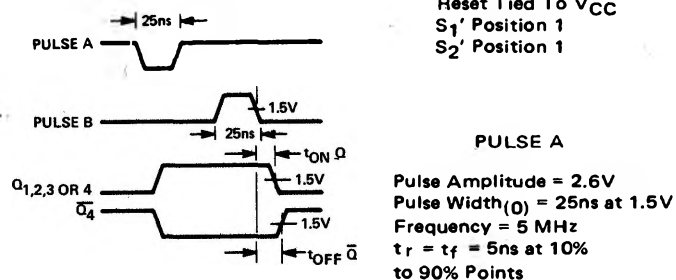 Reset Tied To VCC
S1' Position 1
S2' Position 1
25ns
PULSE A
PULSE B
1.5V
25ns
tON Q
Q1,2,3 OR 4
1.5V
Q̅4
1.5V
tOFF Q̅
PULSE A
Pulse Amplitude = 2.6V
Pulse Width(0) = 25ns at 1.5V
Frequency = 5 MHz
tr = tf = 5ns at 10%
to 90% Points